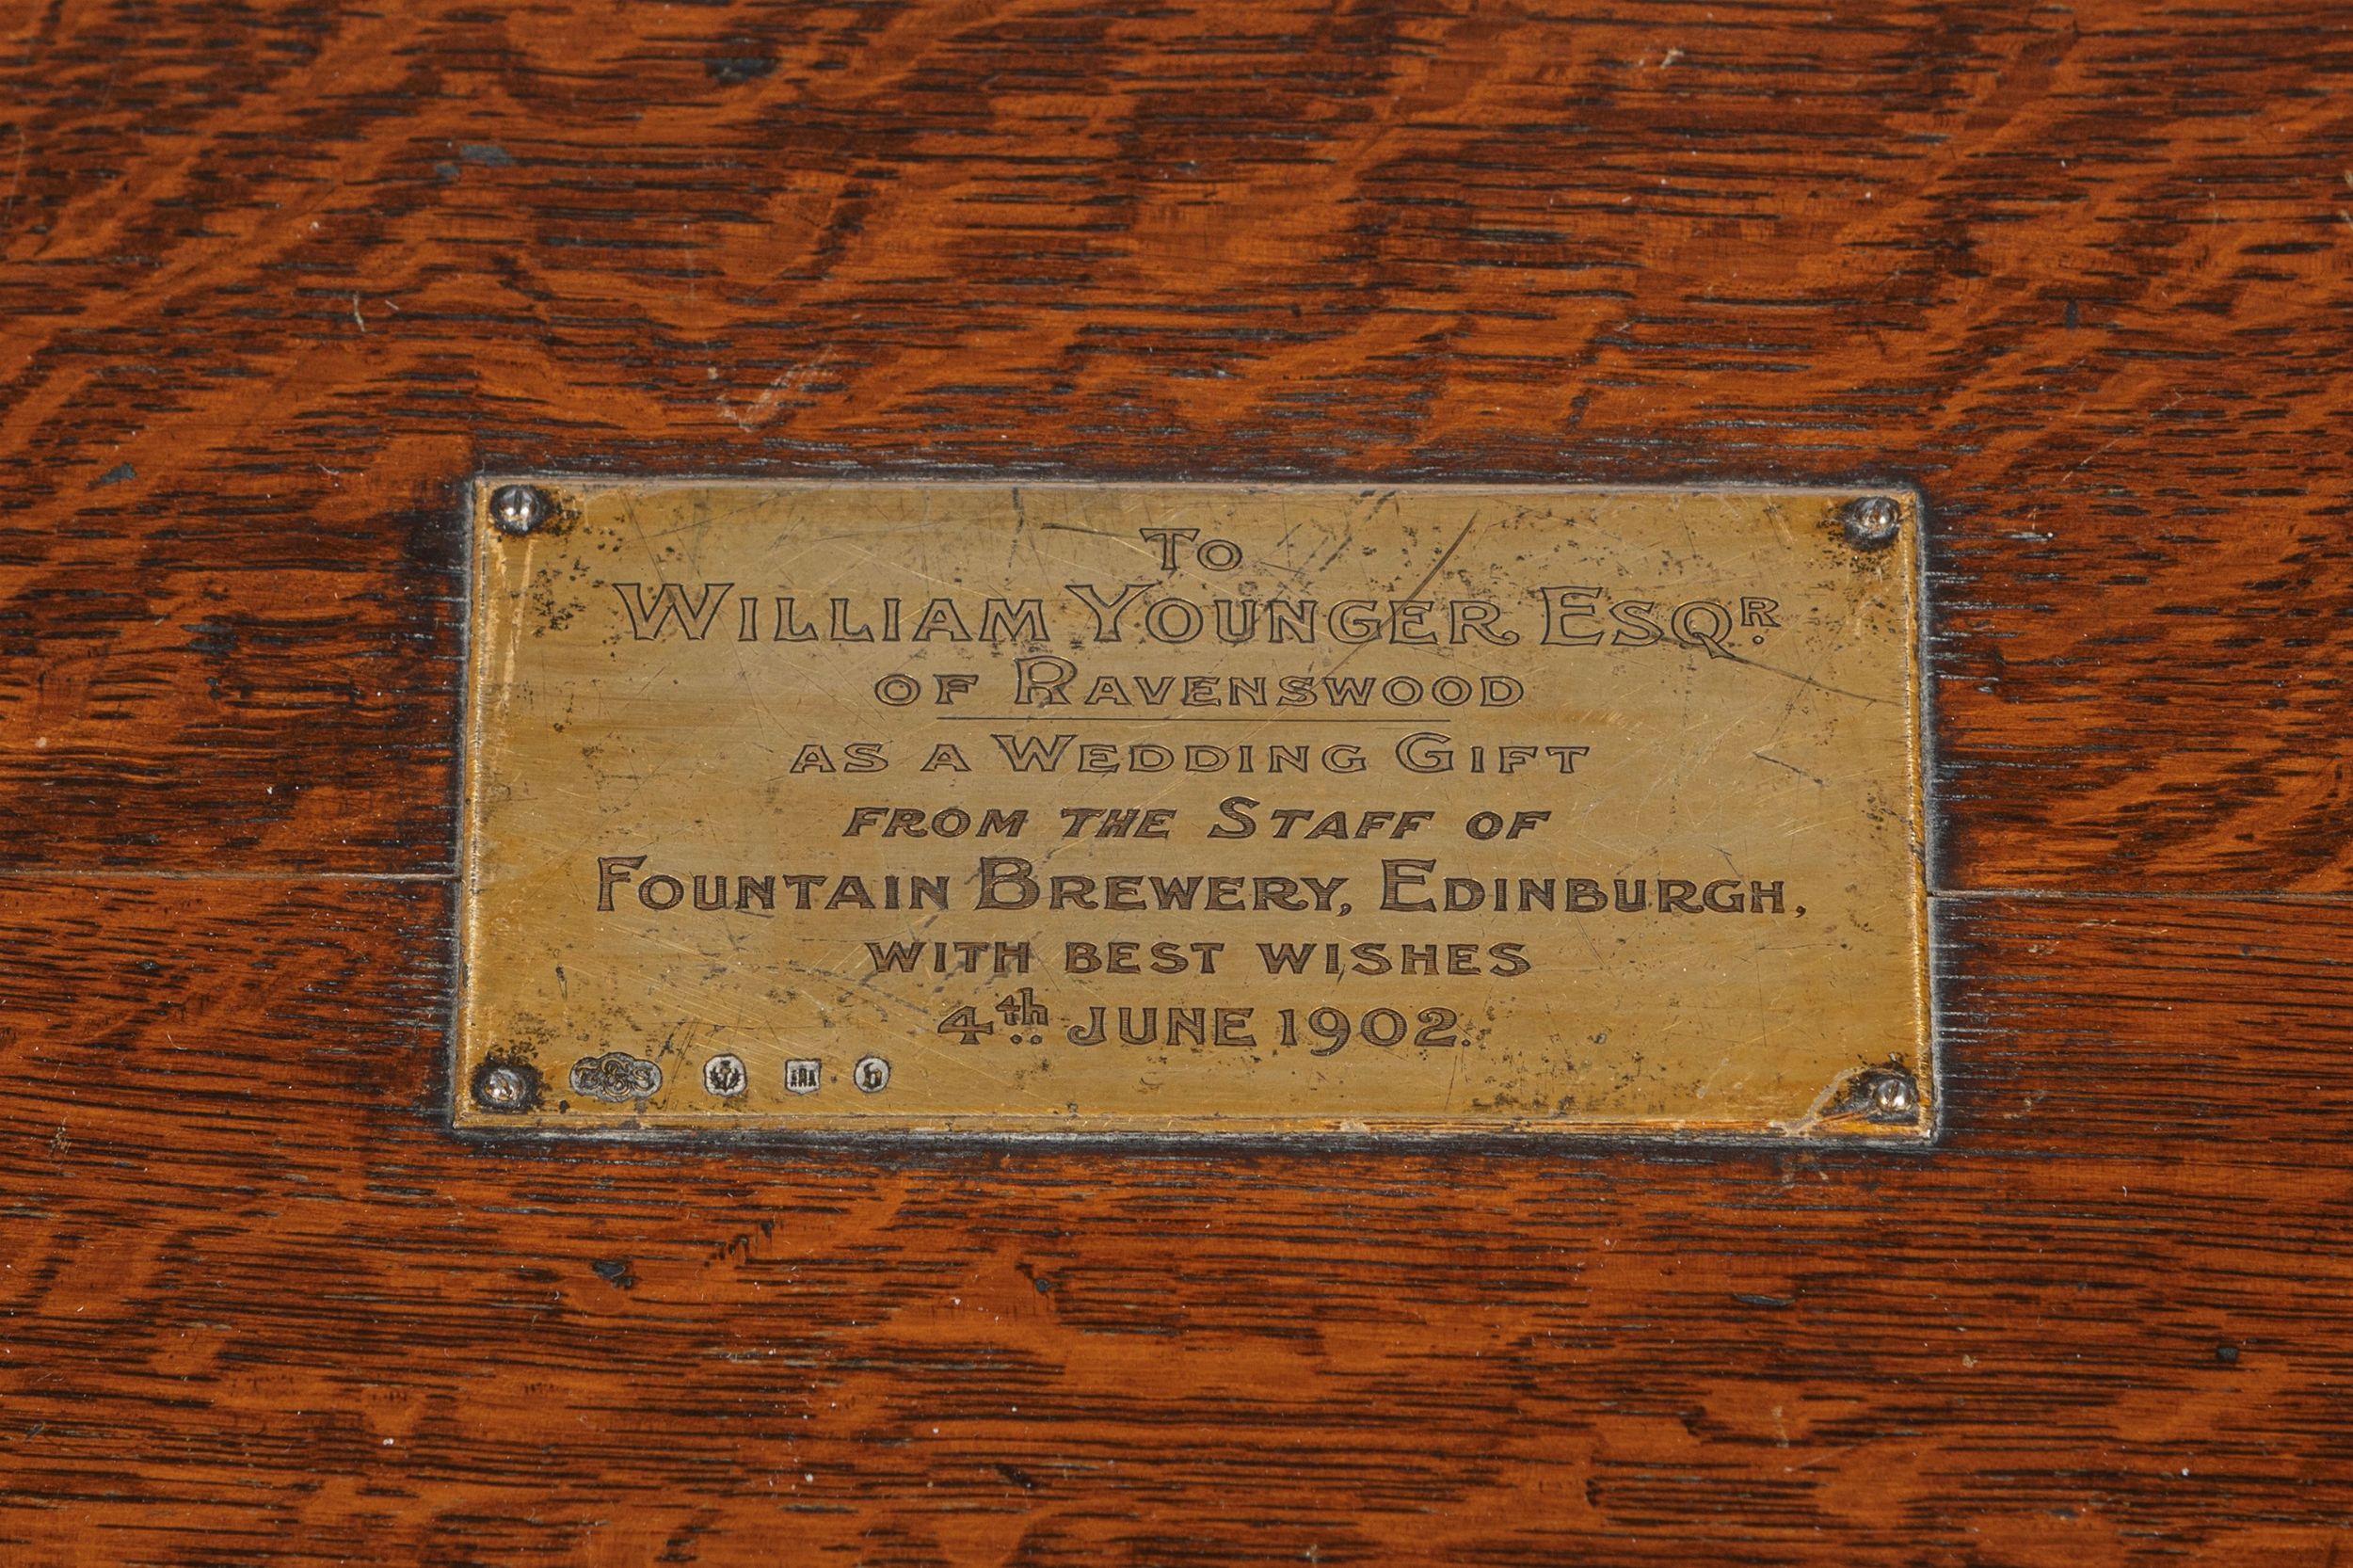 To
William Younger Esqr.
of Ravenswood
as a Wedding Gift
from the Staff of
Fountain Brewery, Edinburgh,
with best wishes
4th June 1902.